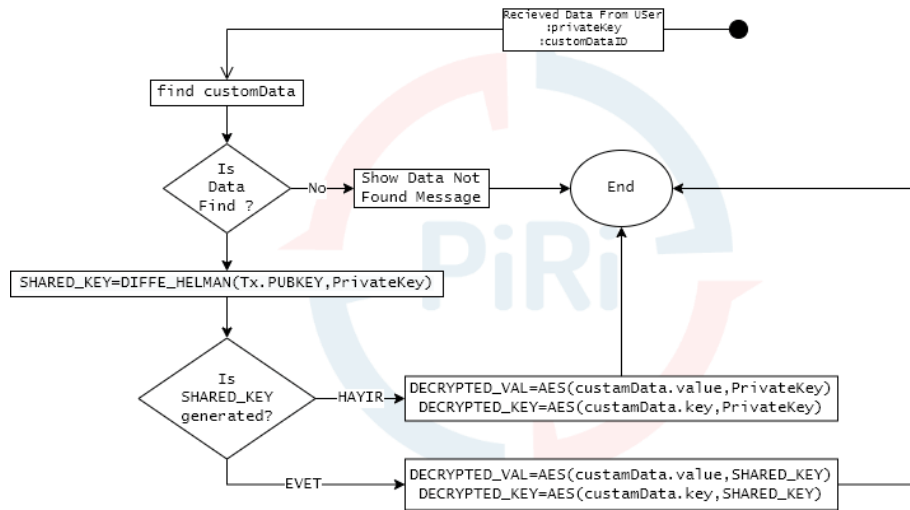 Recieved Data From USer
:privateKey
:customDataID
find customData
Is
Data
Find ?
No
Show Data Not
Found Message
End
PiRi
SHARED_KEY=DIFFE_HELMAN(Tx.PUBKEY,PrivateKey)
Is
SHARED_KEY
generated?
HAYIR
DECRYPTED_VAL=AES(custamData.value,PrivateKey)
DECRYPTED_KEY=AES(custamData.key,PrivateKey)
EVET
DECRYPTED_VAL=AES(custamData.value,SHARED_KEY)
DECRYPTED_KEY=AES(custamData.key,SHARED_KEY)